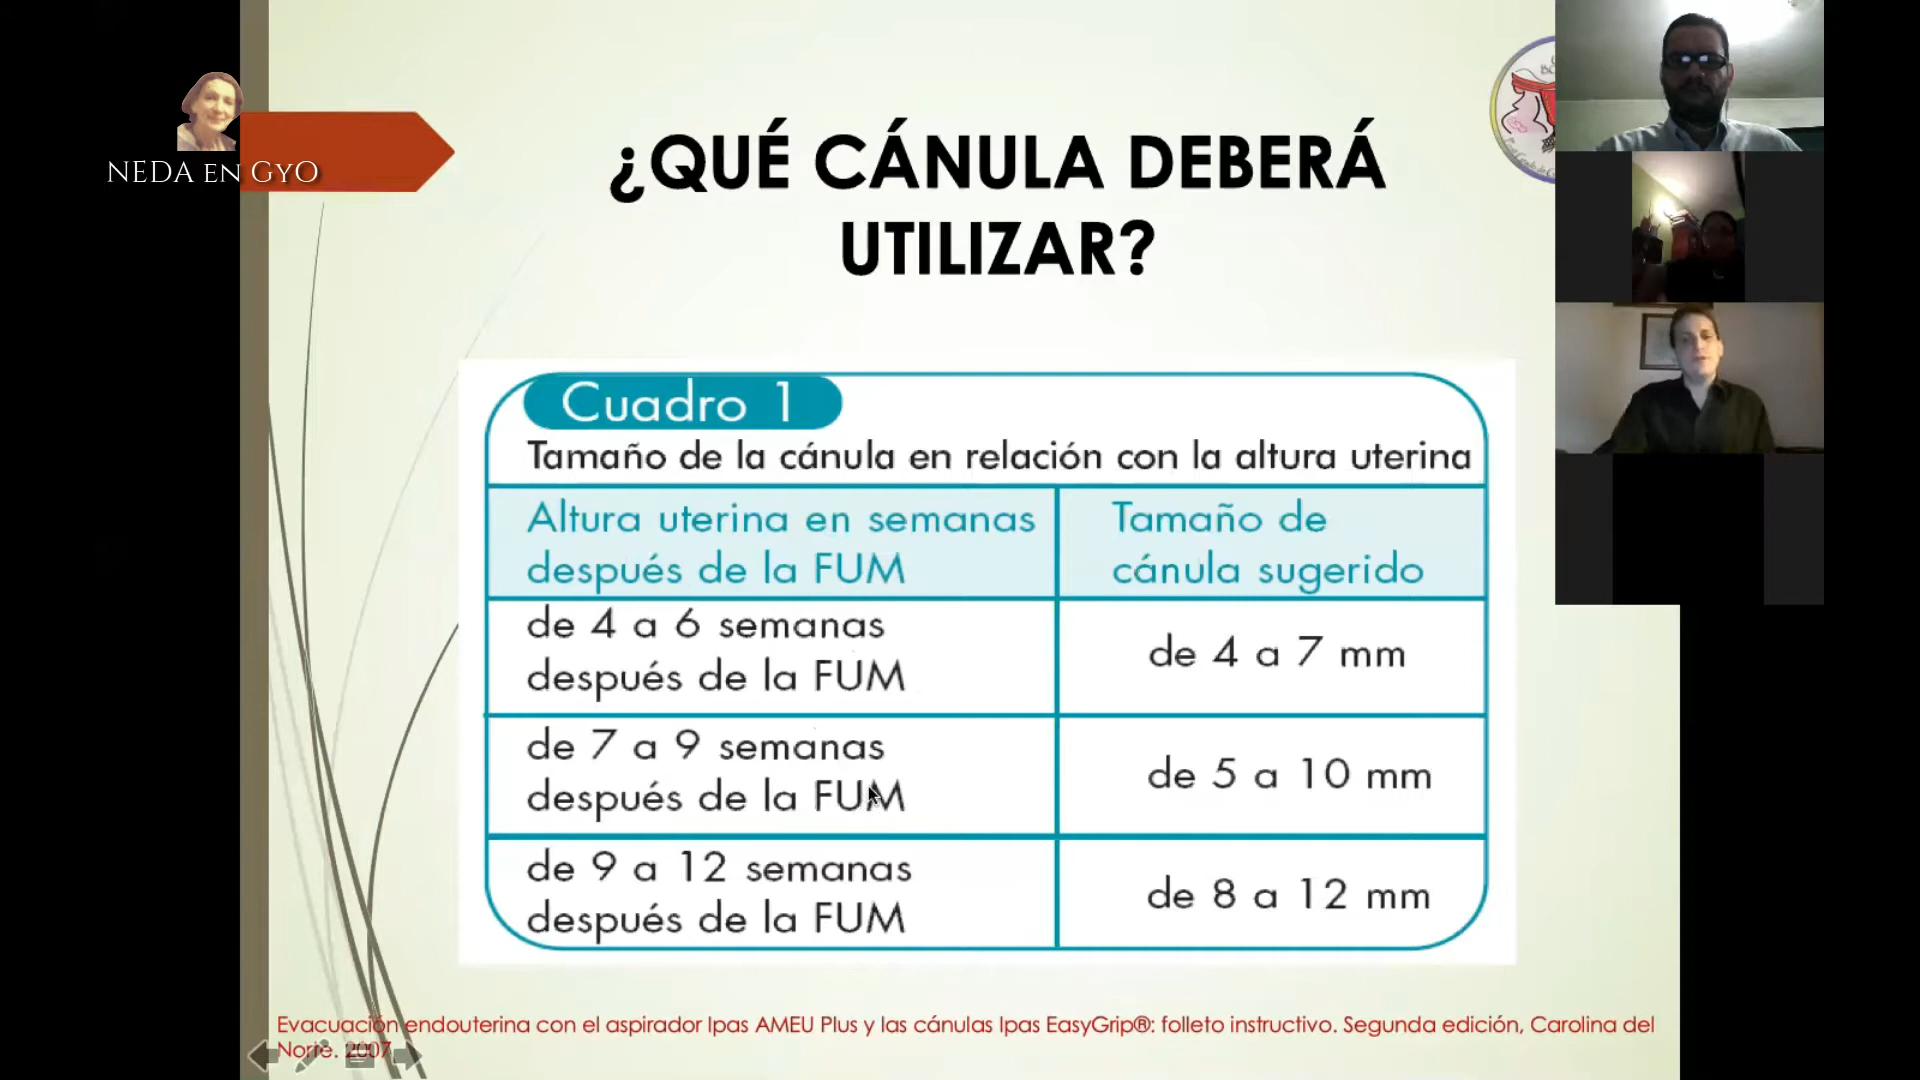 NEDA EN GYO
¿QUÉ CÁNULA DEBERÁ
UTILIZAR?
Cuadro 1
Tamaño de la cánula en relación con la altura uterina
Altura uterina en semanas
después de la FUM
Tamaño de
cánula sugerido
de 4 a 6 semanas
después de la FUM
de 4 a 7 mm
de 7 a 9 semanas
después de la FUM
de 5 a 10 mm
de 9 a 12 semanas
después de la FUM
de 8 a 12 mm
Evacuación endouterina con el aspirador Ipas AMEU Plus y las cánulas Ipas EasyGrip®: folleto instructivo. Segunda edición, Carolina del
Norte. 2007